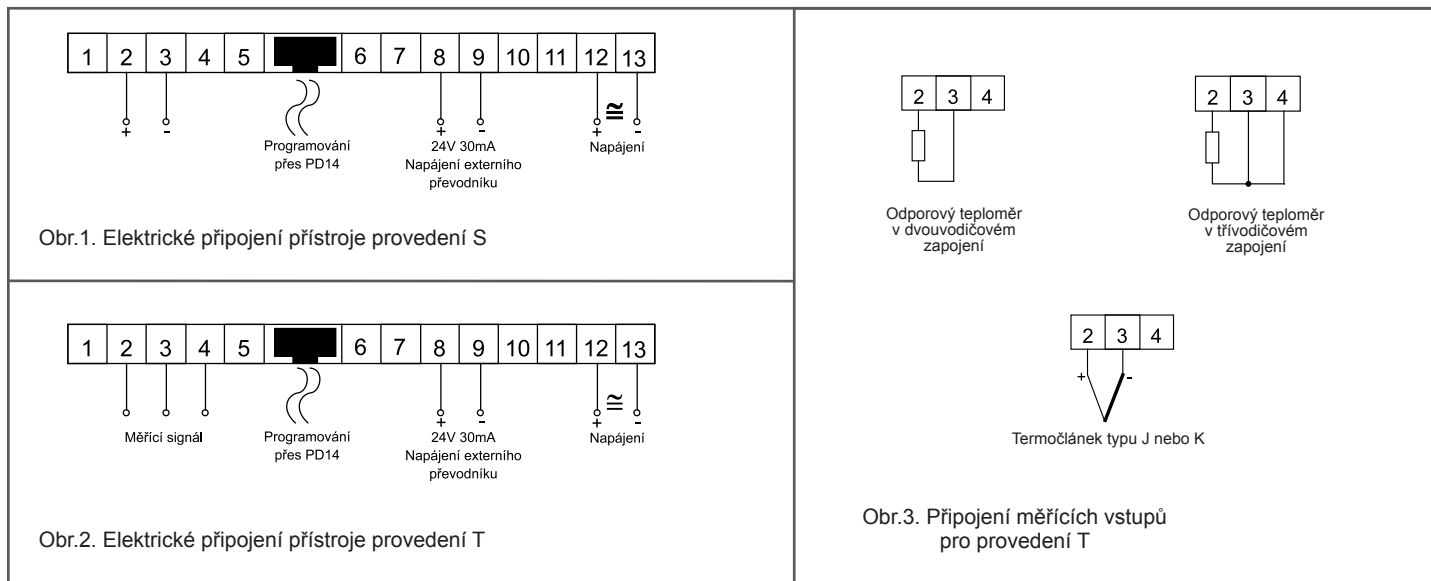 1 2 3 4 5 6 7 8 9 10 11 12 13
+ - + - + ≅ -
Programování
přes PD14
24V 30mA
Napájení externího
převodníku
Napájení
Obr.1. Elektrické připojení přístroje provedení S
1 2 3 4 5 6 7 8 9 10 11 12 13
+ - + ≅ -
Měřící signál
Programování
přes PD14
24V 30mA
Napájení externího
převodníku
Napájení
Obr.2. Elektrické připojení přístroje provedení T
2 3 4
Odporový teploměr
v dvouvodičovém
zapojení
2 3 4
Odporový teploměr
v třívodičovém
zapojení
2 3 4
+ -
Termočlánek typu J nebo K
Obr.3. Připojení měřících vstupů
pro provedení T